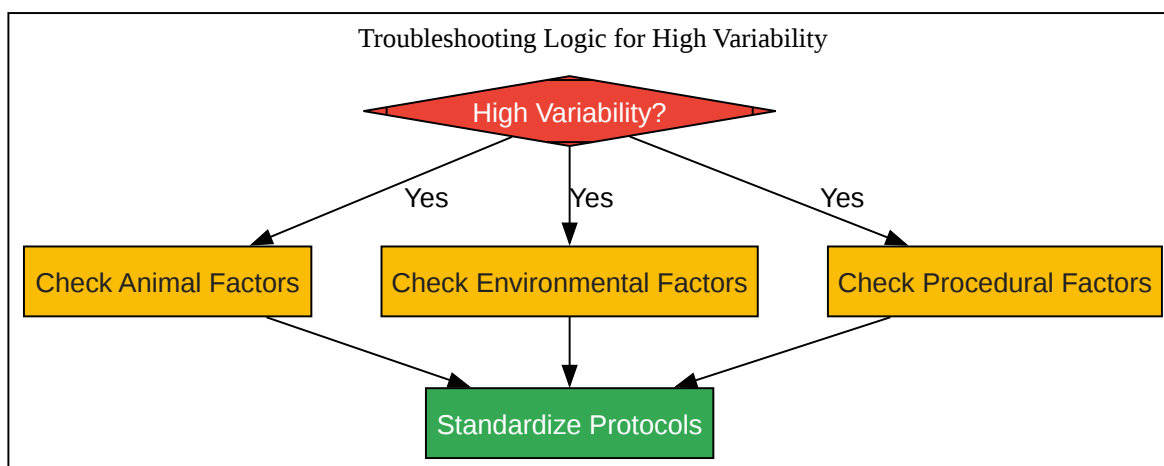 Troubleshooting Logic for High Variability
High Variability?
Yes
Yes
Yes
Check Animal Factors
Check Environmental Factors
Check Procedural Factors
Standardize Protocols